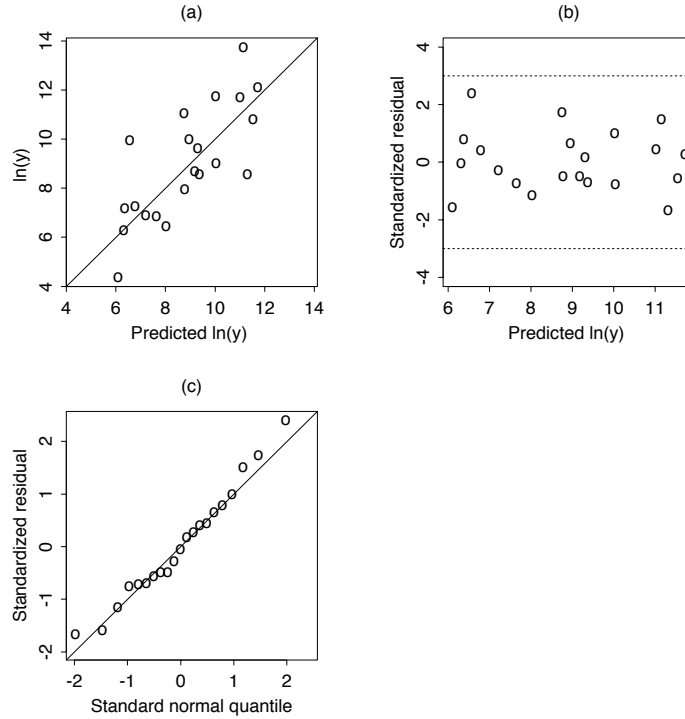 (a)
ln(y)
14
12
10
8
6
4
4 6 8 10 12 14
Predicted ln(y)
(b)
Standardized residual
4
2
0
-2
-4
6 7 8 9 10 11
Predicted ln(y)
(c)
Standardized residual
2
1
0
-1
-2
-2 -1 0 1 2
Standard normal quantile